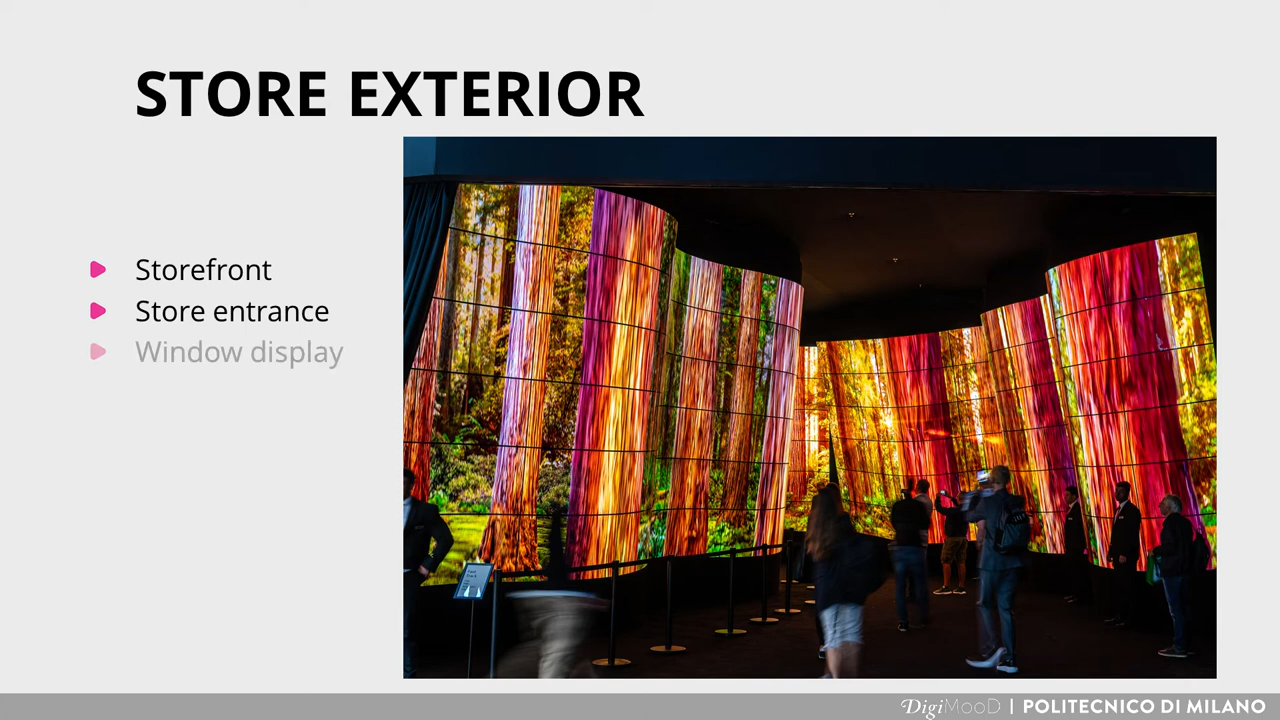 STORE EXTERIOR
Storefront
Store entrance
Window display
DigiMooD | POLITECNICO DI MILANO